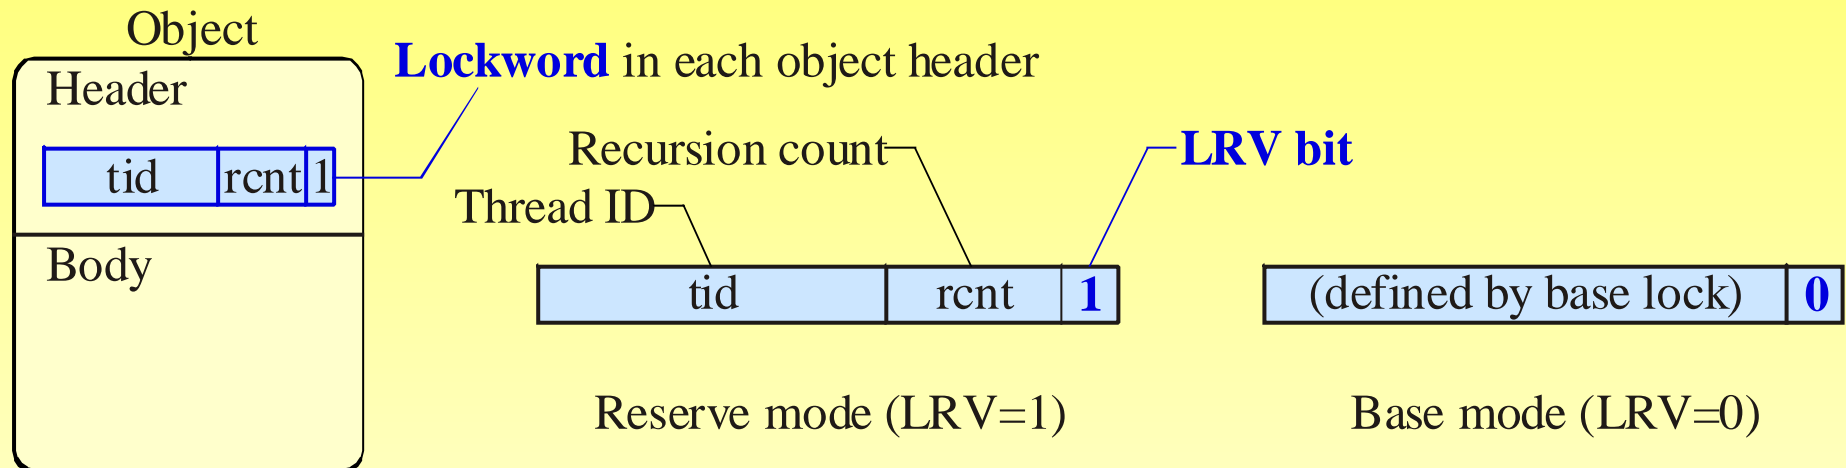 Object
Lockword in each object header
Header
tid rcnt 1
Body
Recursion count
LRV bit
Thread ID
tid rcnt 1
(defined by base lock) 0
Reserve mode (LRV=1)
Base mode (LRV=0)